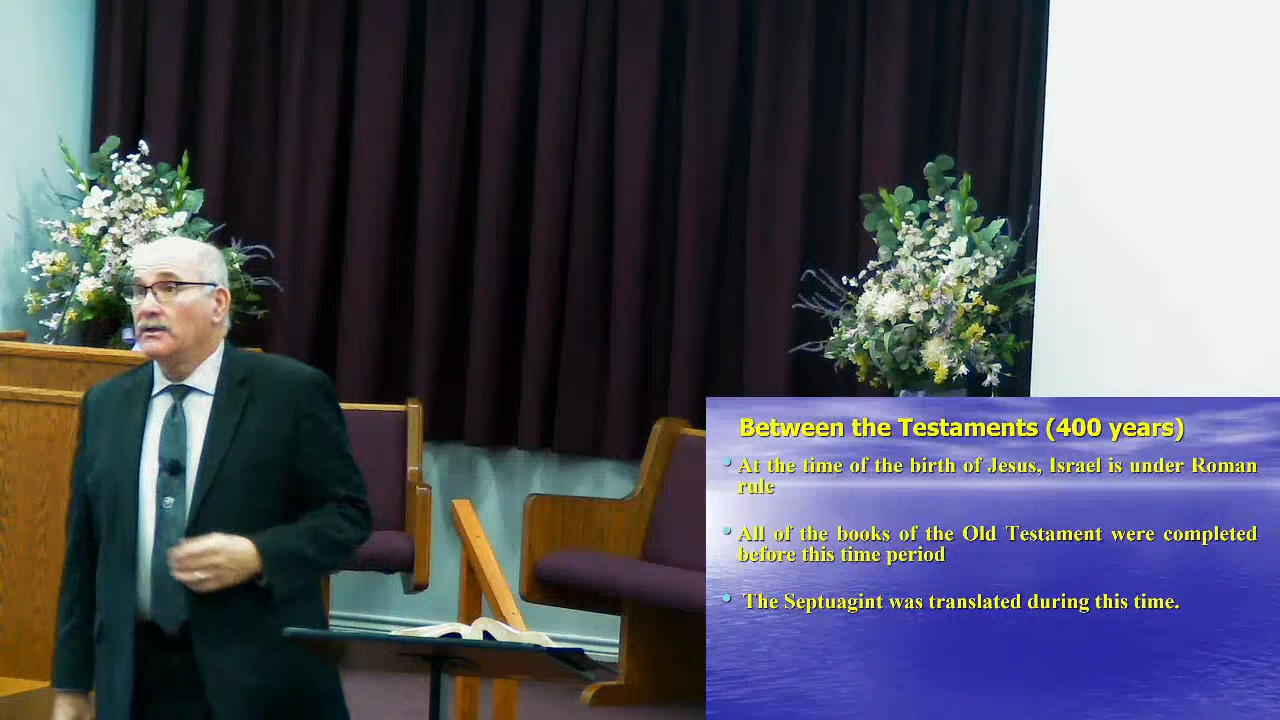 Between the Testaments (400 years)
• At the time of the birth of Jesus, Israel is under Roman
rule
• All of the books of the Old Testament were completed
before this time period
• The Septuagint was translated during this time.